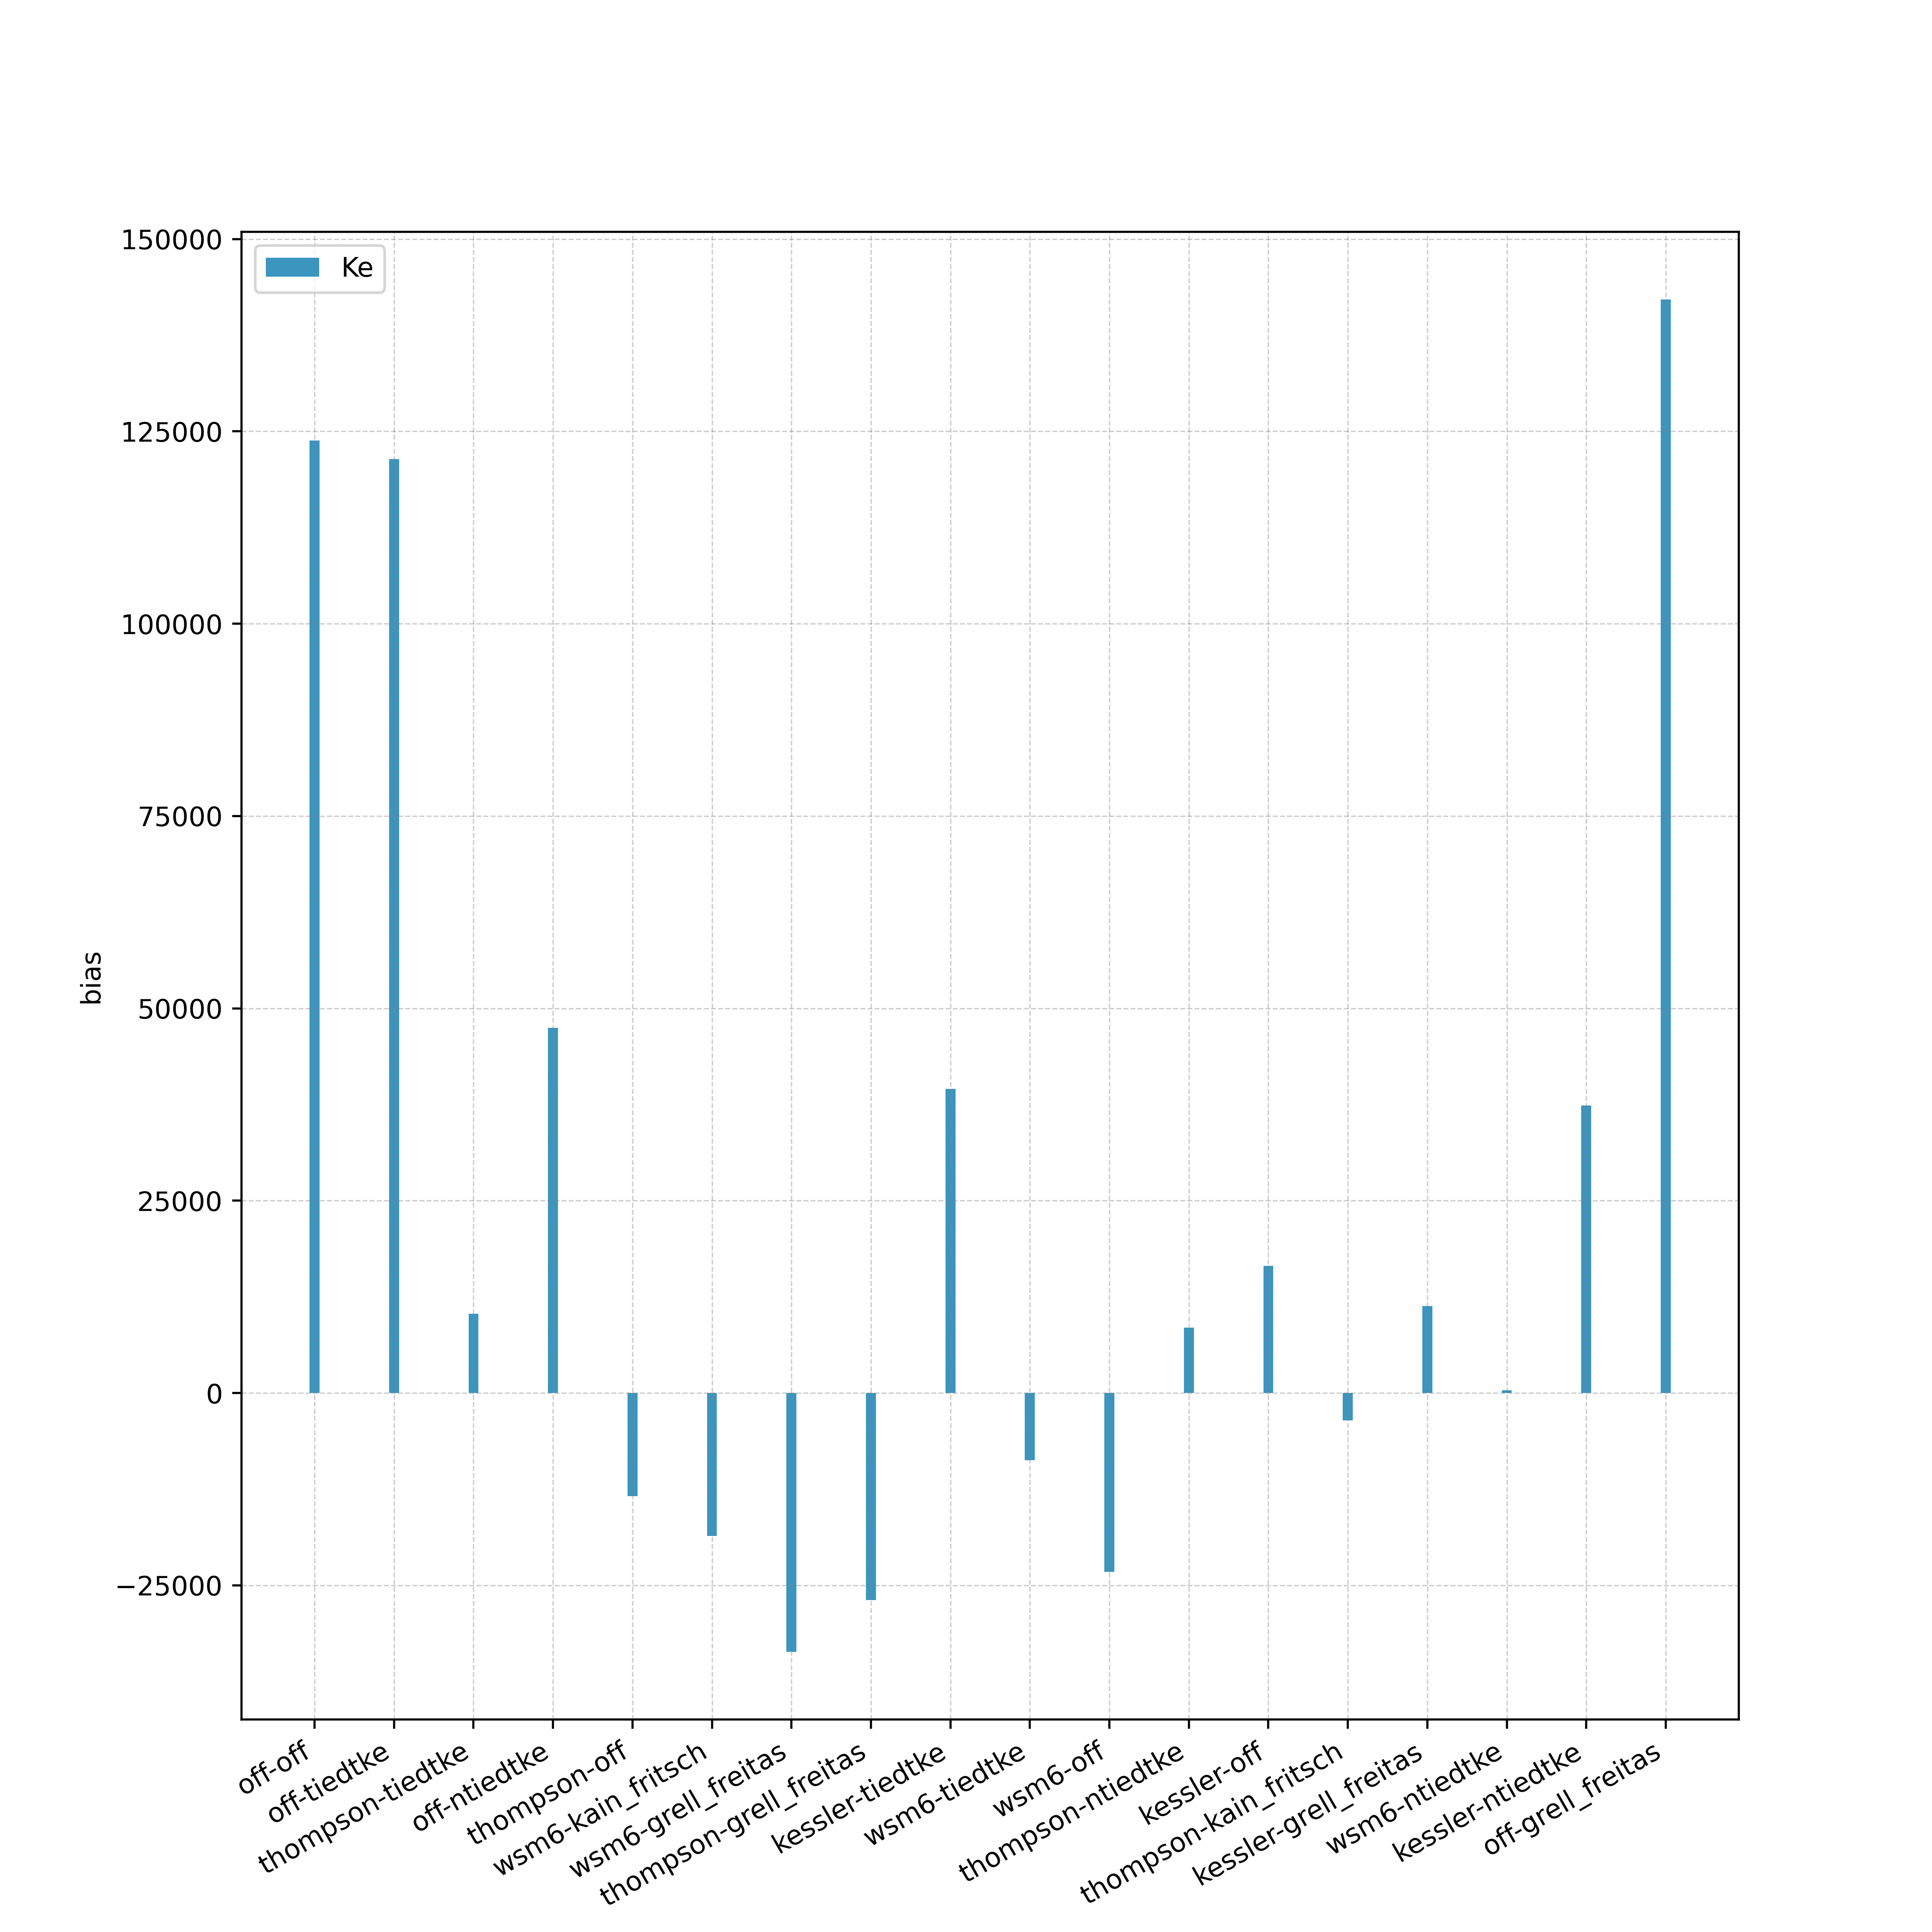 150000
125000
100000
75000
50000
25000
0
−25000
bias
Ke
off-off
off-tiedtke
thompson-tiedtke
off-ntiedtke
thompson-off
wsm6-kain_fritsch
wsm6-grell_freitas
thompson-grell_freitas
kessler-tiedtke
wsm6-tiedtke
wsm6-off
thompson-ntiedtke
kessler-off
thompson-kain_fritsch
kessler-grell_freitas
wsm6-ntiedtke
kessler-ntiedtke
off-grell_freitas